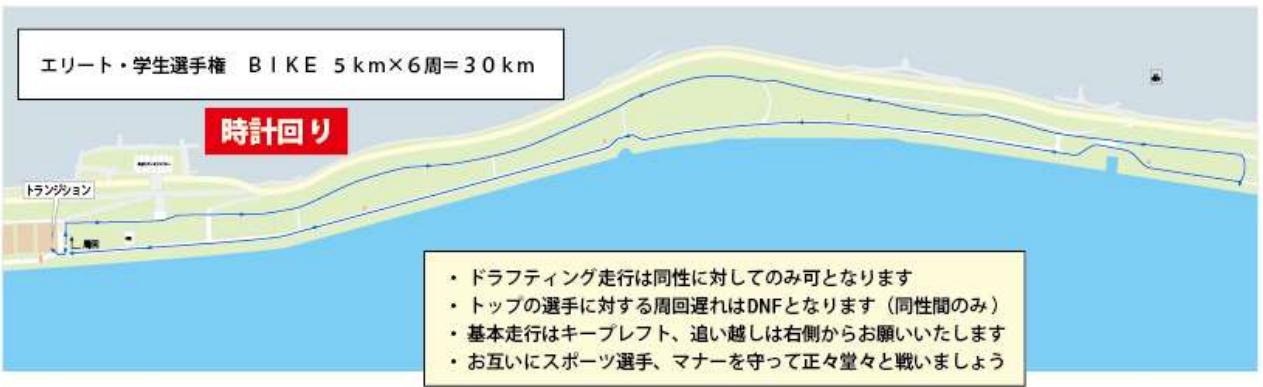 エリート・学生選手権　BIKE　5km×6周＝30km
時計回り
トランジション
周回
・ ドラフティング走行は同性に対してのみ可となります
・ トップの選手に対する周回遅れはDNFとなります（同性間のみ）
・ 基本走行はキープレフト、追い越しは右側からお願いいたします
・ お互いにスポーツ選手、マナーを守って正々堂々と戦いましょう